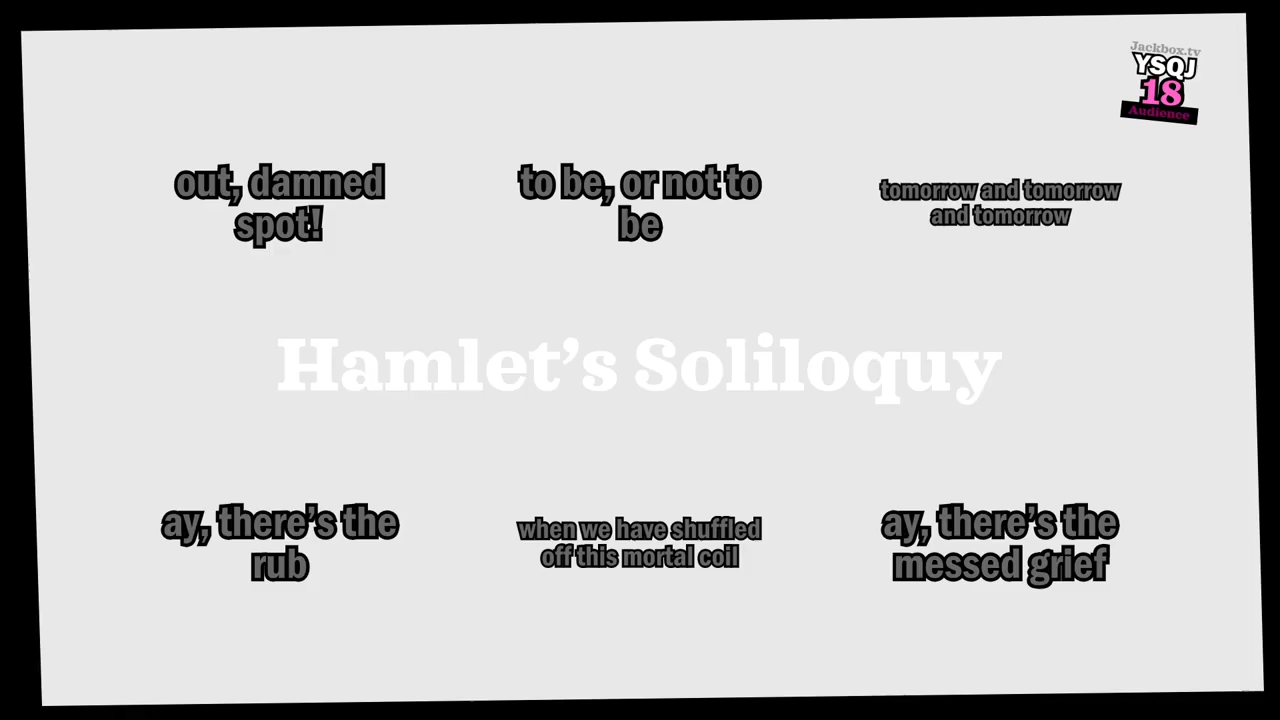 Jackbox.tv
YSQJ
18
Audience
out, damned
spot!
to be, or not to
be
tomorrow and tomorrow
and tomorrow
Hamlet’s Soliloquy
ay, there’s the
rub
when we have shuffled
off this mortal coil
ay, there’s the
messed grief